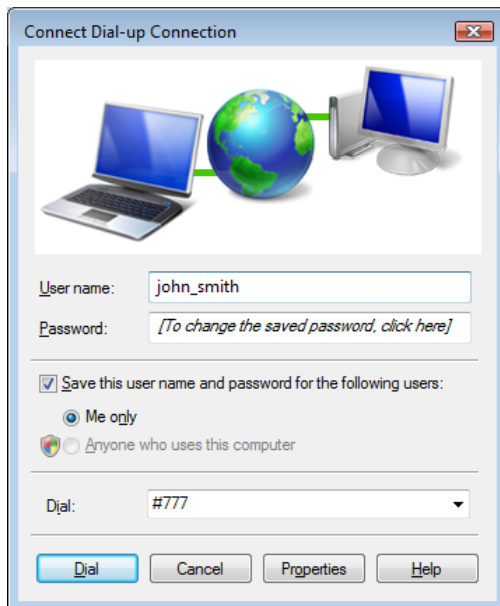 Connect Dial-up Connection
User name: john_smith
Password: [To change the saved password, click here]
Save this user name and password for the following users:
Me only
Anyone who uses this computer
Dial: #777
Dial Cancel Properties Help